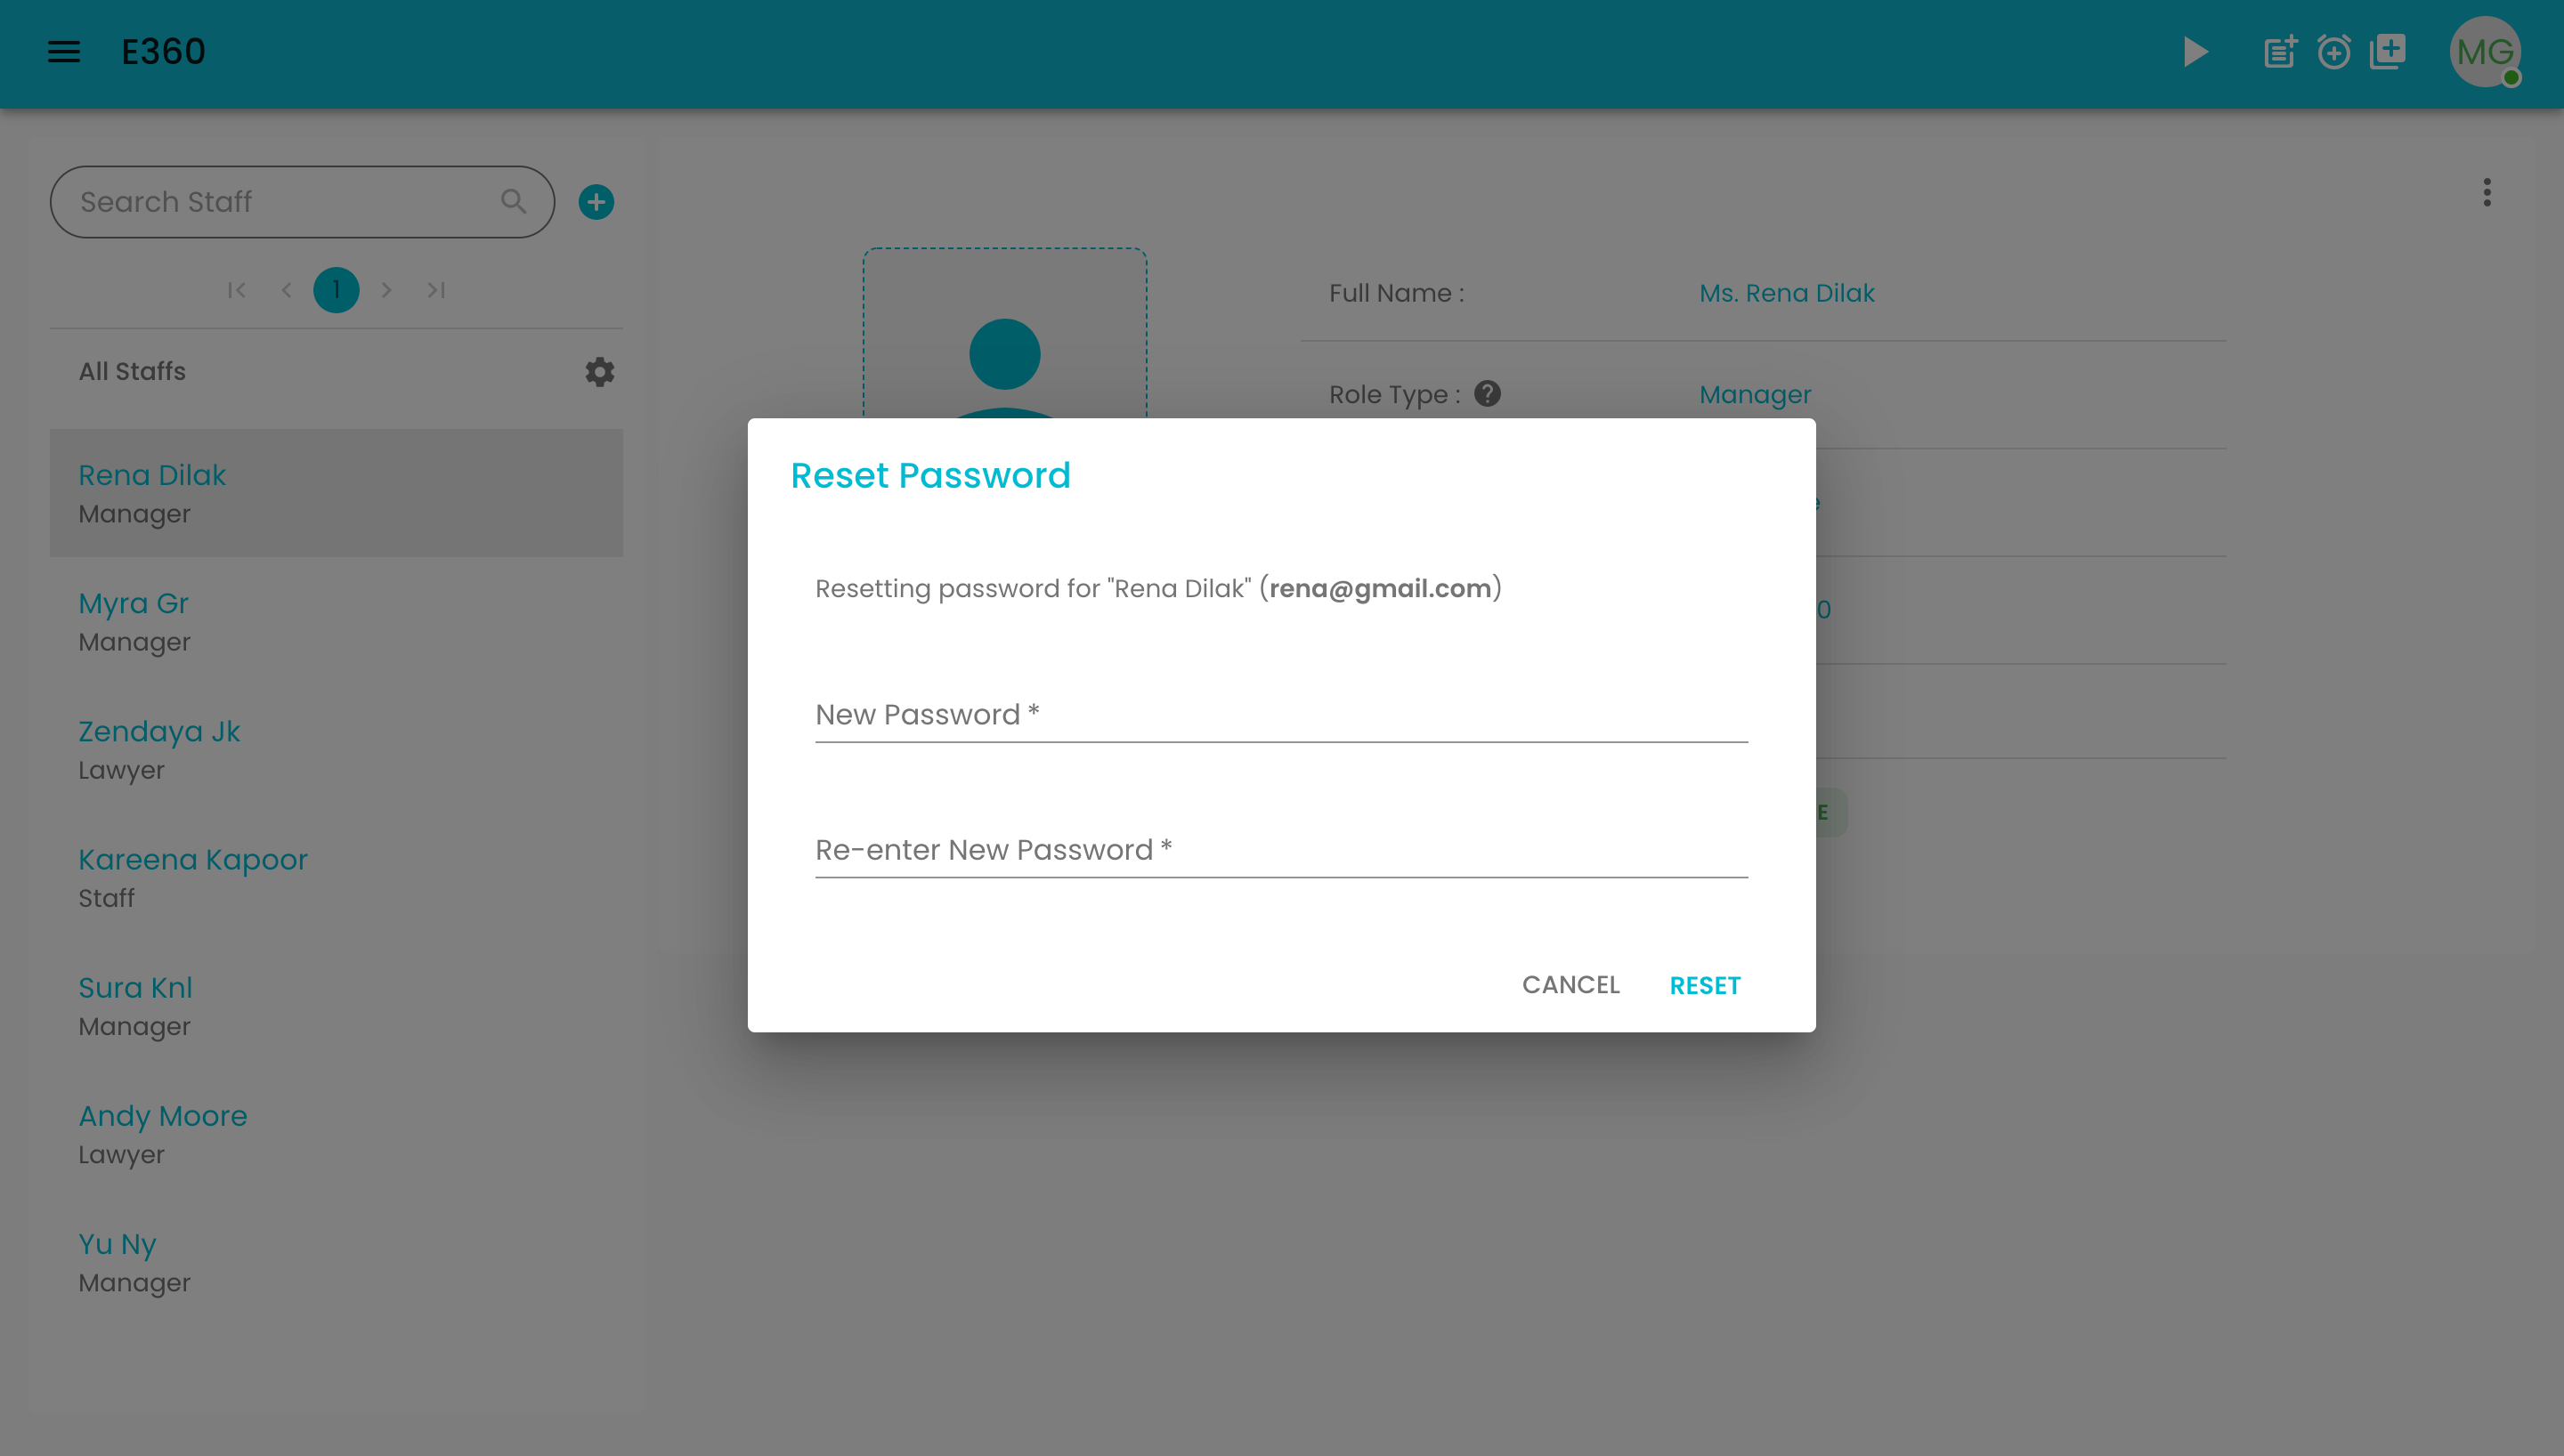 E360
MG
Search Staff
1
All Staffs
Rena Dilak
Manager
Myra Gr
Manager
Zendaya Jk
Lawyer
Kareena Kapoor
Staff
Sura Knl
Manager
Andy Moore
Lawyer
Yu Ny
Manager
Full Name : Ms. Rena Dilak
Role Type : ? Manager
Reset Password
Resetting password for "Rena Dilak" (rena@gmail.com)
New Password *
Re-enter New Password *
CANCEL RESET
0
E